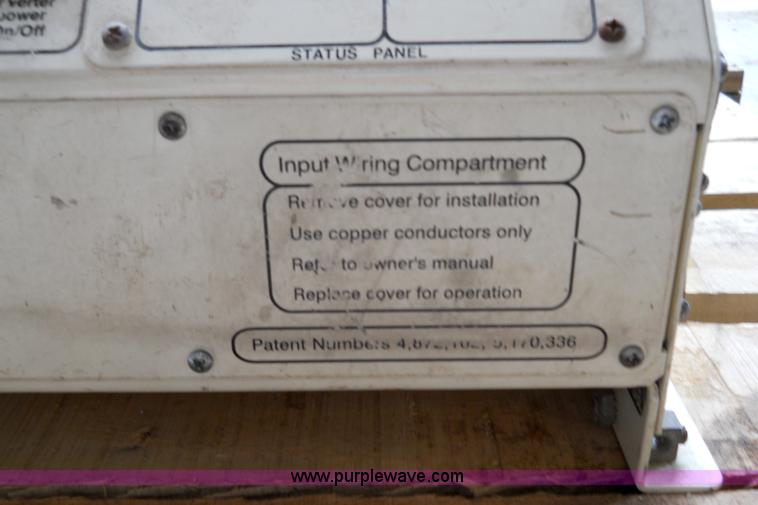 power
On/Off
STATUS PANEL
Input Wiring Compartment
Remove cover for installation
Use copper conductors only
Refer to owner's manual
Replace cover for operation
Patent Numbers
www.purplewave.com